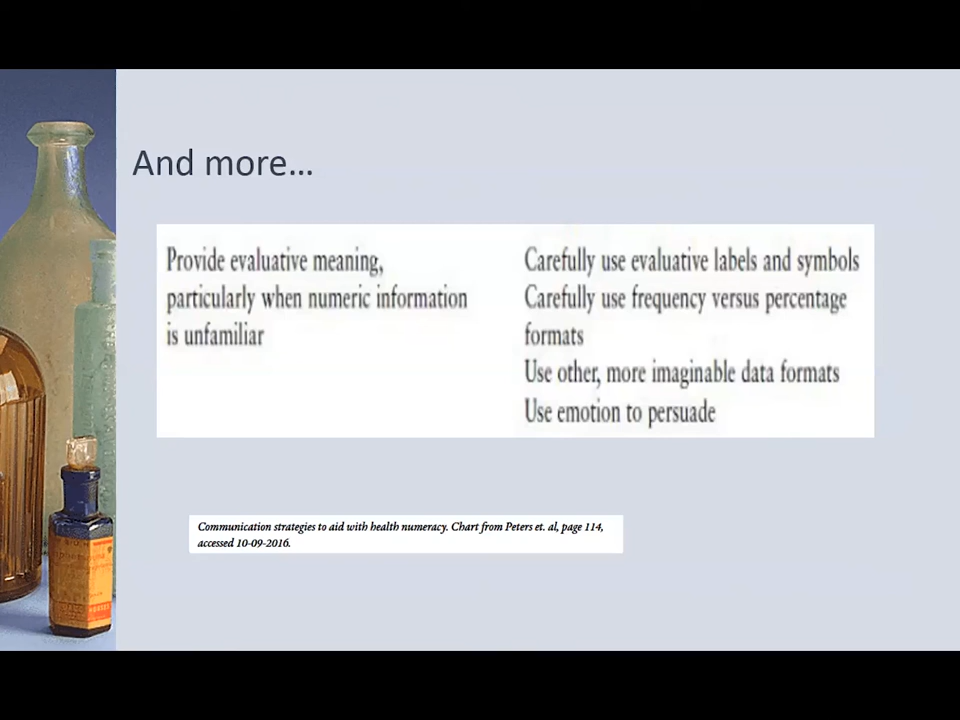 And more...
Provide evaluative meaning,
particularly when numeric information
is unfamiliar
Carefully use evaluative labels and symbols
Carefully use frequency versus percentage
formats
Use other, more imaginable data formats
Use emotion to persuade
Communication strategies to aid with health numeracy. Chart from Peters et. al, page 114,
accessed 10-09-2016.